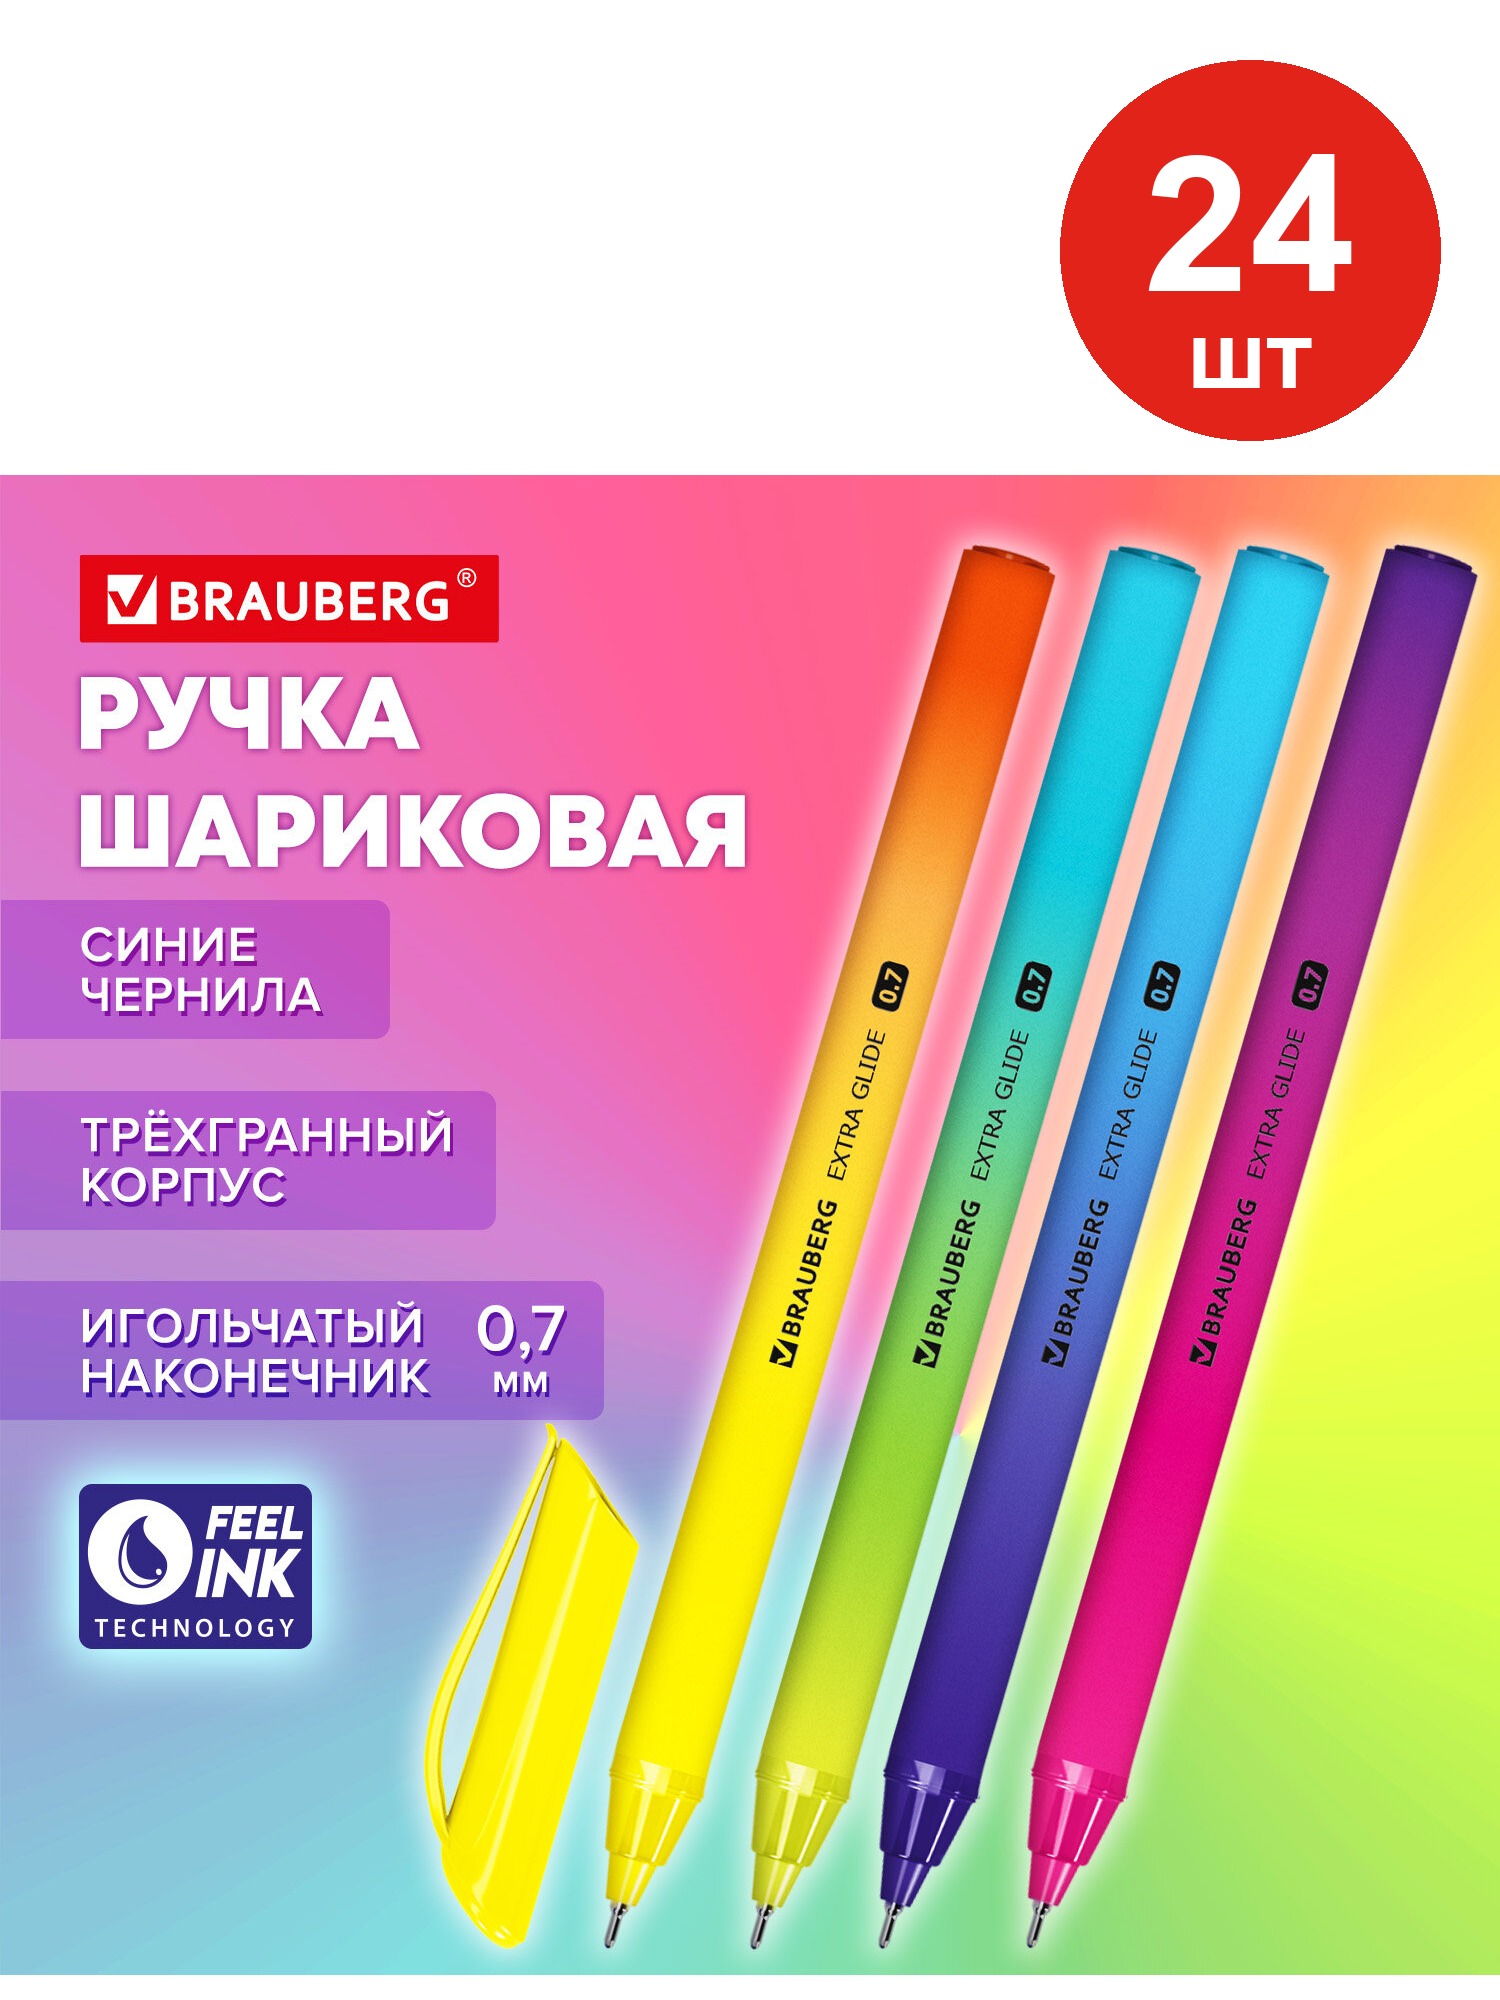 24
шт
BRAUBERG®
РУЧКА
ШАРИКОВАЯ
СИНИЕ
ЧЕРНИЛА
ТРЁХГРАННЫЙ
КОРПУС
ИГОЛЬЧАТЫЙ
НАКОНЕЧНИК
0,7
мм
FEEL
INK
TECHNOLOGY
BRAUBERG EXTRA GLIDE 0.7
BRAUBERG EXTRA GLIDE 0.7
BRAUBERG EXTRA GLIDE 0.7
BRAUBERG EXTRA GLIDE 0.7